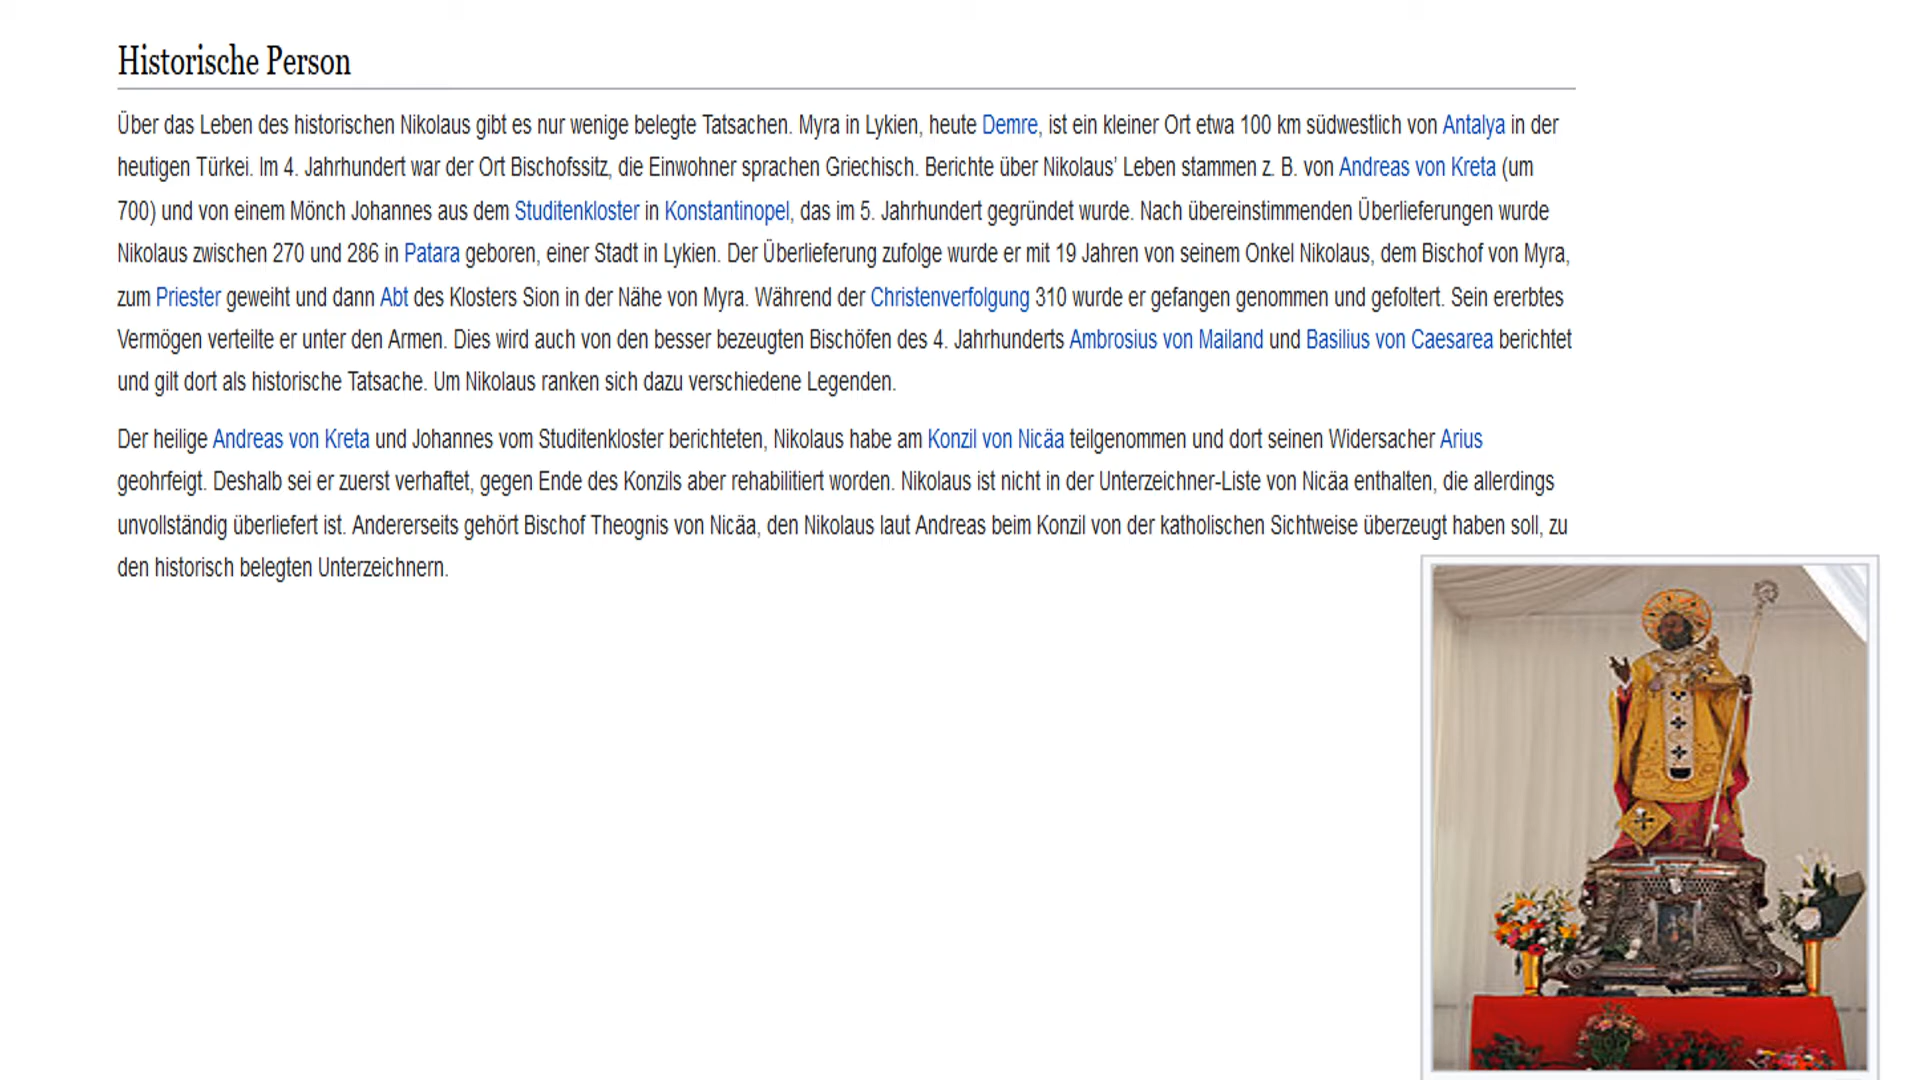 Historische Person
Über das Leben des historischen Nikolaus gibt es nur wenige belegte Tatsachen. Myra in Lykien, heute Demre, ist ein kleiner Ort etwa 100 km südwestlich von Antalya in der
heutigen Türkei. Im 4. Jahrhundert war der Ort Bischofssitz, die Einwohner sprachen Griechisch. Berichte über Nikolaus’ Leben stammen z. B. von Andreas von Kreta (um
700) und von einem Mönch Johannes aus dem Studitenkloster in Konstantinopel, das im 5. Jahrhundert gegründet wurde. Nach übereinstimmenden Überlieferungen wurde
Nikolaus zwischen 270 und 286 in Patara geboren, einer Stadt in Lykien. Der Überlieferung zufolge wurde er mit 19 Jahren von seinem Onkel Nikolaus, dem Bischof von Myra,
zum Priester geweiht und dann Abt des Klosters Sion in der Nähe von Myra. Während der Christenverfolgung 310 wurde er gefangen genommen und gefoltert. Sein ererbtes
Vermögen verteilte er unter den Armen. Dies wird auch von den besser bezeugten Bischöfen des 4. Jahrhunderts Ambrosius von Mailand und Basilius von Caesarea berichtet
und gilt dort als historische Tatsache. Um Nikolaus ranken sich dazu verschiedene Legenden.
Der heilige Andreas von Kreta und Johannes vom Studitenkloster berichteten, Nikolaus habe am Konzil von Nicäa teilgenommen und dort seinen Widersacher Arius
geohrfeigt. Deshalb sei er zuerst verhaftet, gegen Ende des Konzils aber rehabilitiert worden. Nikolaus ist nicht in der Unterzeichner-Liste von Nicäa enthalten, die allerdings
unvollständig überliefert ist. Andererseits gehört Bischof Theognis von Nicäa, den Nikolaus laut Andreas beim Konzil von der katholischen Sichtweise überzeugt haben soll, zu
den historisch belegten Unterzeichnern.